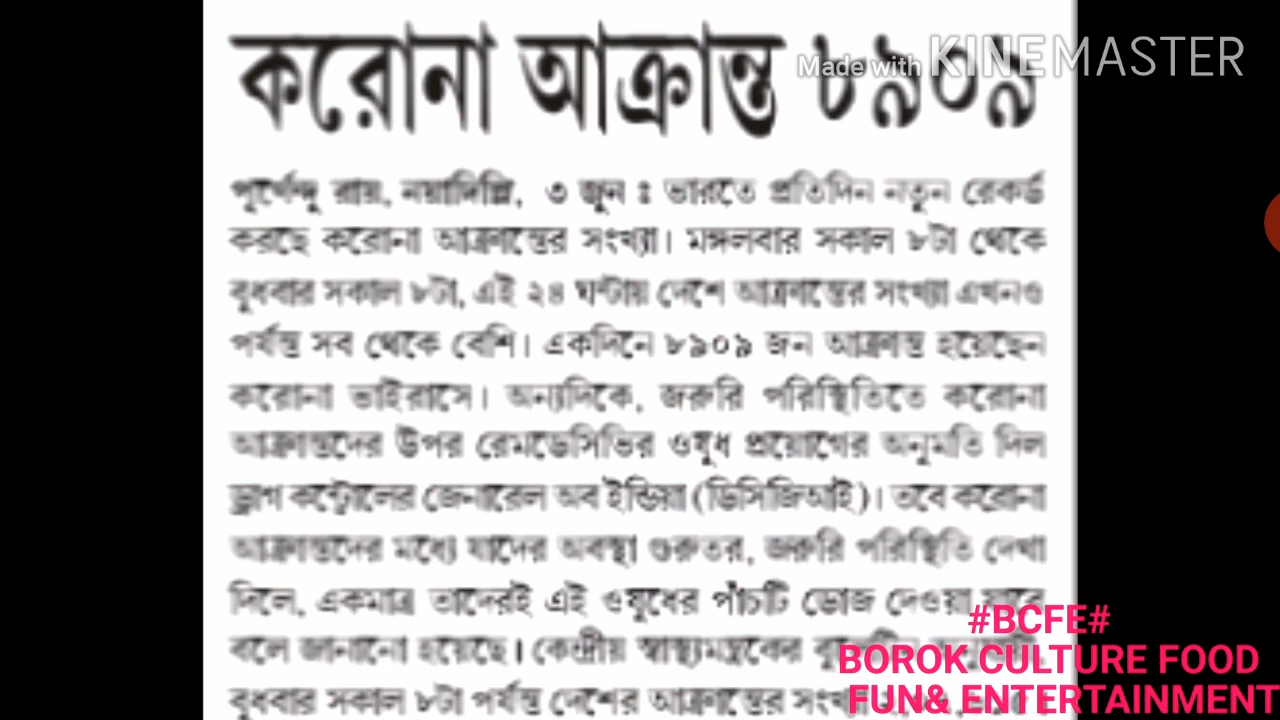 করোনা আক্রান্ত ৮৯০৯
Made with KINEMASTER
পূর্ণেন্দু রায়, নয়াদিল্লি, ৩ জুন ঃ ভারতে প্রতিদিন নতুন রেকর্ড
করছে করোনা আক্রান্তের সংখ্যা। মঙ্গলবার সকাল ৮টা থেকে
বুধবার সকাল ৮টা, এই ২৪ ঘণ্টায় দেশে আক্রান্তের সংখ্যা এখনও
পর্যন্ত সব থেকে বেশি। একদিনে ৮৯০৯ জন আক্রান্ত হয়েছেন
করোনা ভাইরাসে। অন্যদিকে, জরুরি পরিস্থিতিতে করোনা
আক্রান্তদের উপর রেমডেসিভির ওষুধ প্রয়োগের অনুমতি দিল
ড্রাগ কন্ট্রোলের জেনারেল অব ইন্ডিয়া (ডিসিজিআই)। তবে করোনা
আক্রান্তদের মধ্যে যাদের অবস্থা গুরুতর, জরুরি পরিস্থিতি দেখা
দিলে, একমাত্র তাদেরই এই ওষুধের পাঁচটি ডোজ দেওয়া যাবে
বলে জানানো হয়েছে। কেন্দ্রীয় স্বাস্থ্যমন্ত্রকের
বুধবার সকাল ৮টা পর্যন্ত দেশের আক্রান্তের সংখ্যা
#BCFE#
BOROK CULTURE FOOD
FUN& ENTERTAINMENT